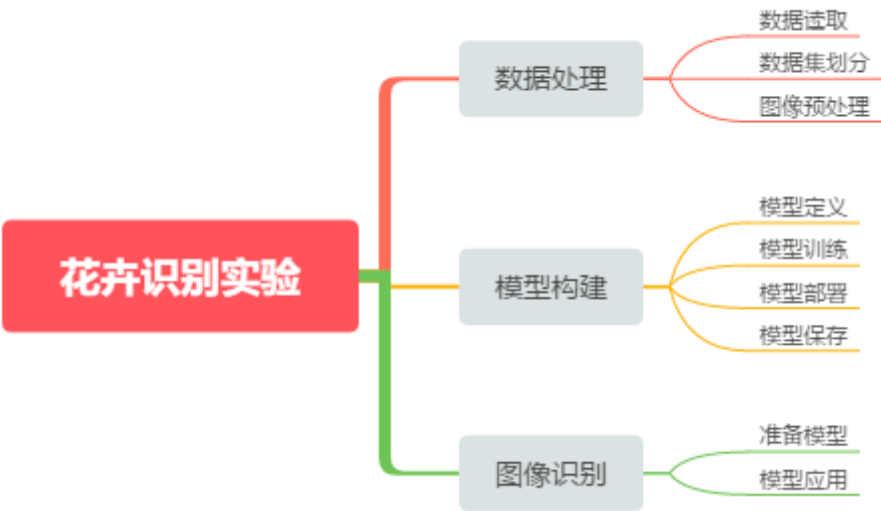 花卉识别实验
数据处理
数据读取
数据集划分
图像预处理
模型构建
模型定义
模型训练
模型部署
模型保存
图像识别
准备模型
模型应用